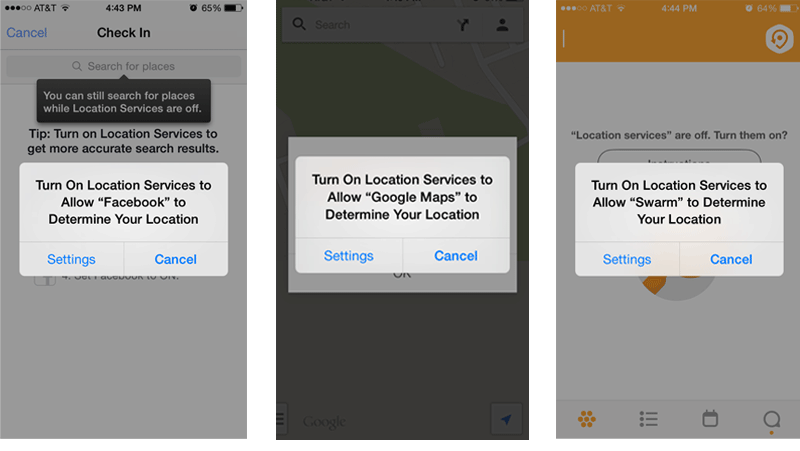 AT&T 4:43 PM 65%
Cancel Check In
Search for places
You can still search for places
while Location Services are off.
Tip: Turn on Location Services to
get more accurate search results.
Turn On Location Services to
Allow “Facebook” to
Determine Your Location
Settings Cancel
4. Set Facebook to ON.
Search
Turn On Location Services to
Allow “Google Maps” to
Determine Your Location
Settings Cancel
OK
Google
AT&T 4:44 PM 64%
“Location services” are off. Turn them on?
Instructions
Turn On Location Services to
Allow “Swarm” to Determine
Your Location
Settings Cancel